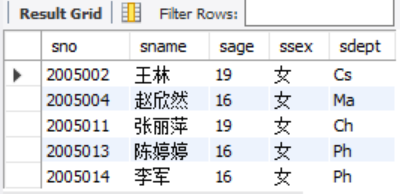 Result Grid Filter Rows:
sno sname sage ssex sdept
2005002 王林 19 女 Cs
2005004 赵欣然 16 女 Ma
2005011 张丽萍 19 女 Ch
2005013 陈婷婷 16 女 Ph
2005014 李军 16 女 Ph